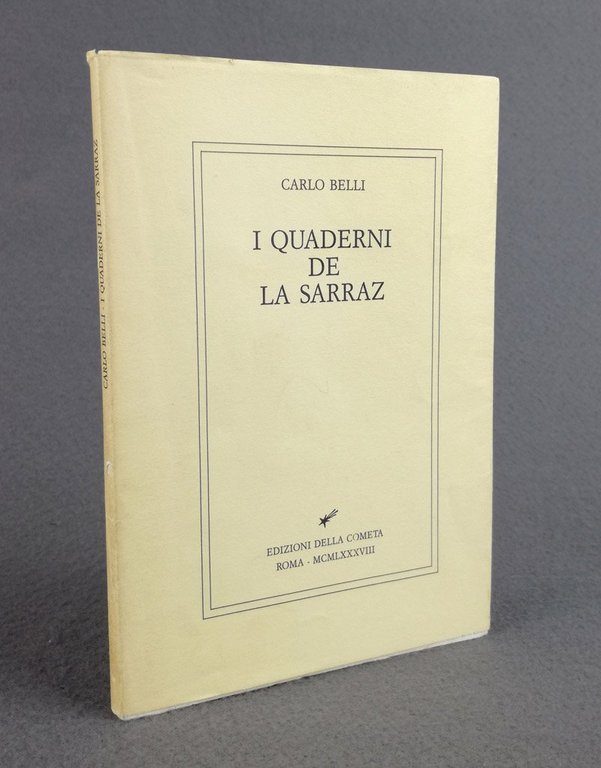 CARLO BELLI - I QUADERNI DE LA SARRAZ
CARLO BELLI
I QUADERNI
DE
LA SARRAZ
EDIZIONI DELLA COMETA
ROMA - MCMLXXXVIII